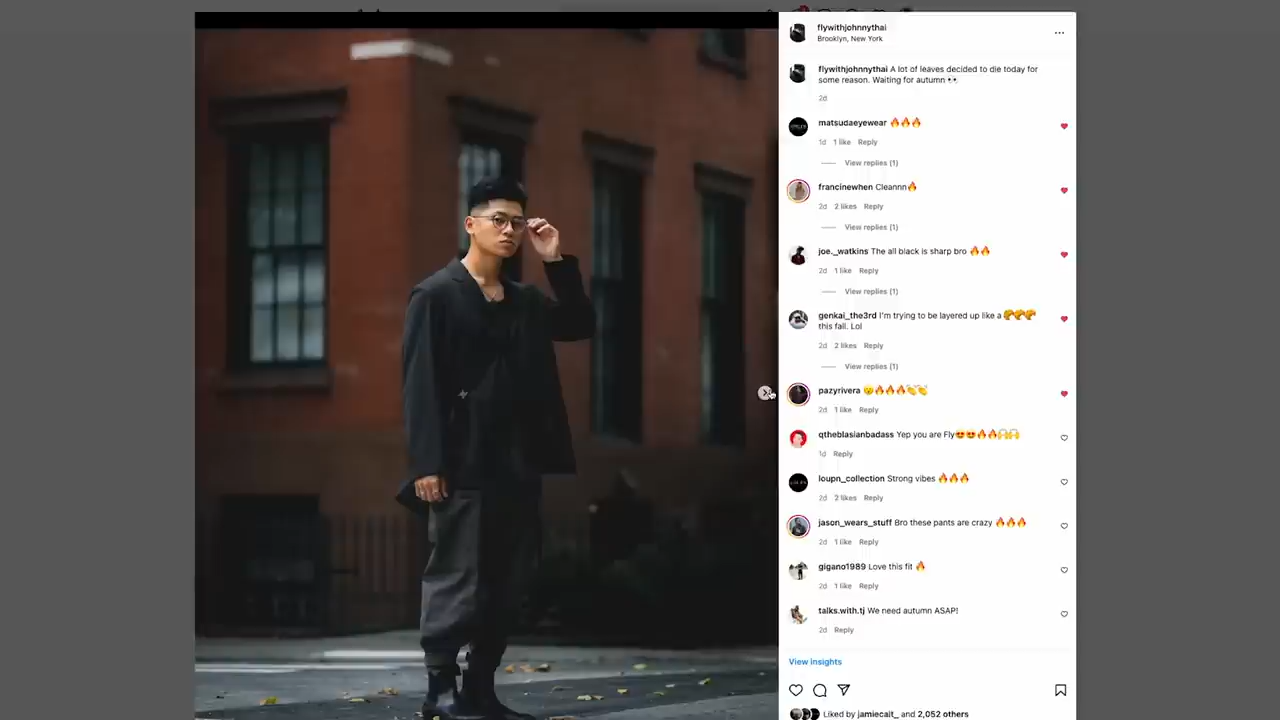 flywithjohnnythai
Brooklyn, New York
flywithjohnnythai A lot of leaves decided to die today for
some reason. Waiting for autumn 👀
2d
matsudaeyewear 🔥🔥🔥
1d 1 like Reply
View replies (1)
francinewhen Cleannn🔥
2d 2 likes Reply
View replies (1)
joe._watkins The all black is sharp bro 🔥🔥
2d 1 like Reply
View replies (1)
genkai_the3rd I'm trying to be layered up like a 🥐🥐🥐
this fall. Lol
2d 2 likes Reply
View replies (1)
pazyrivera 😮🔥🔥🔥👏👏
2d 1 like Reply
qtheblasianbadass Yep you are Fly😍😍🔥🔥🙌🙌
1d Reply
loupn_collection Strong vibes 🔥🔥🔥
2d 2 likes Reply
jason_wears_stuff Bro these pants are crazy 🔥🔥🔥
2d 1 like Reply
gigano1989 Love this fit 🔥
2d 1 like Reply
talks.with.tj We need autumn ASAP!
2d Reply
View insights
Liked by jamiecait_ and 2,052 others